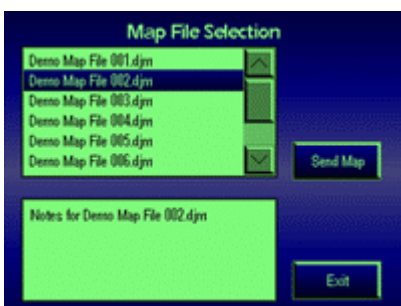 Map File Selection
Demo Map File 001.djm
Demo Map File 002.djm
Demo Map File 003.djm
Demo Map File 004.djm
Demo Map File 005.djm
Demo Map File 006.djm
Send Map
Notes for Demo Map File 002.djm
Exit